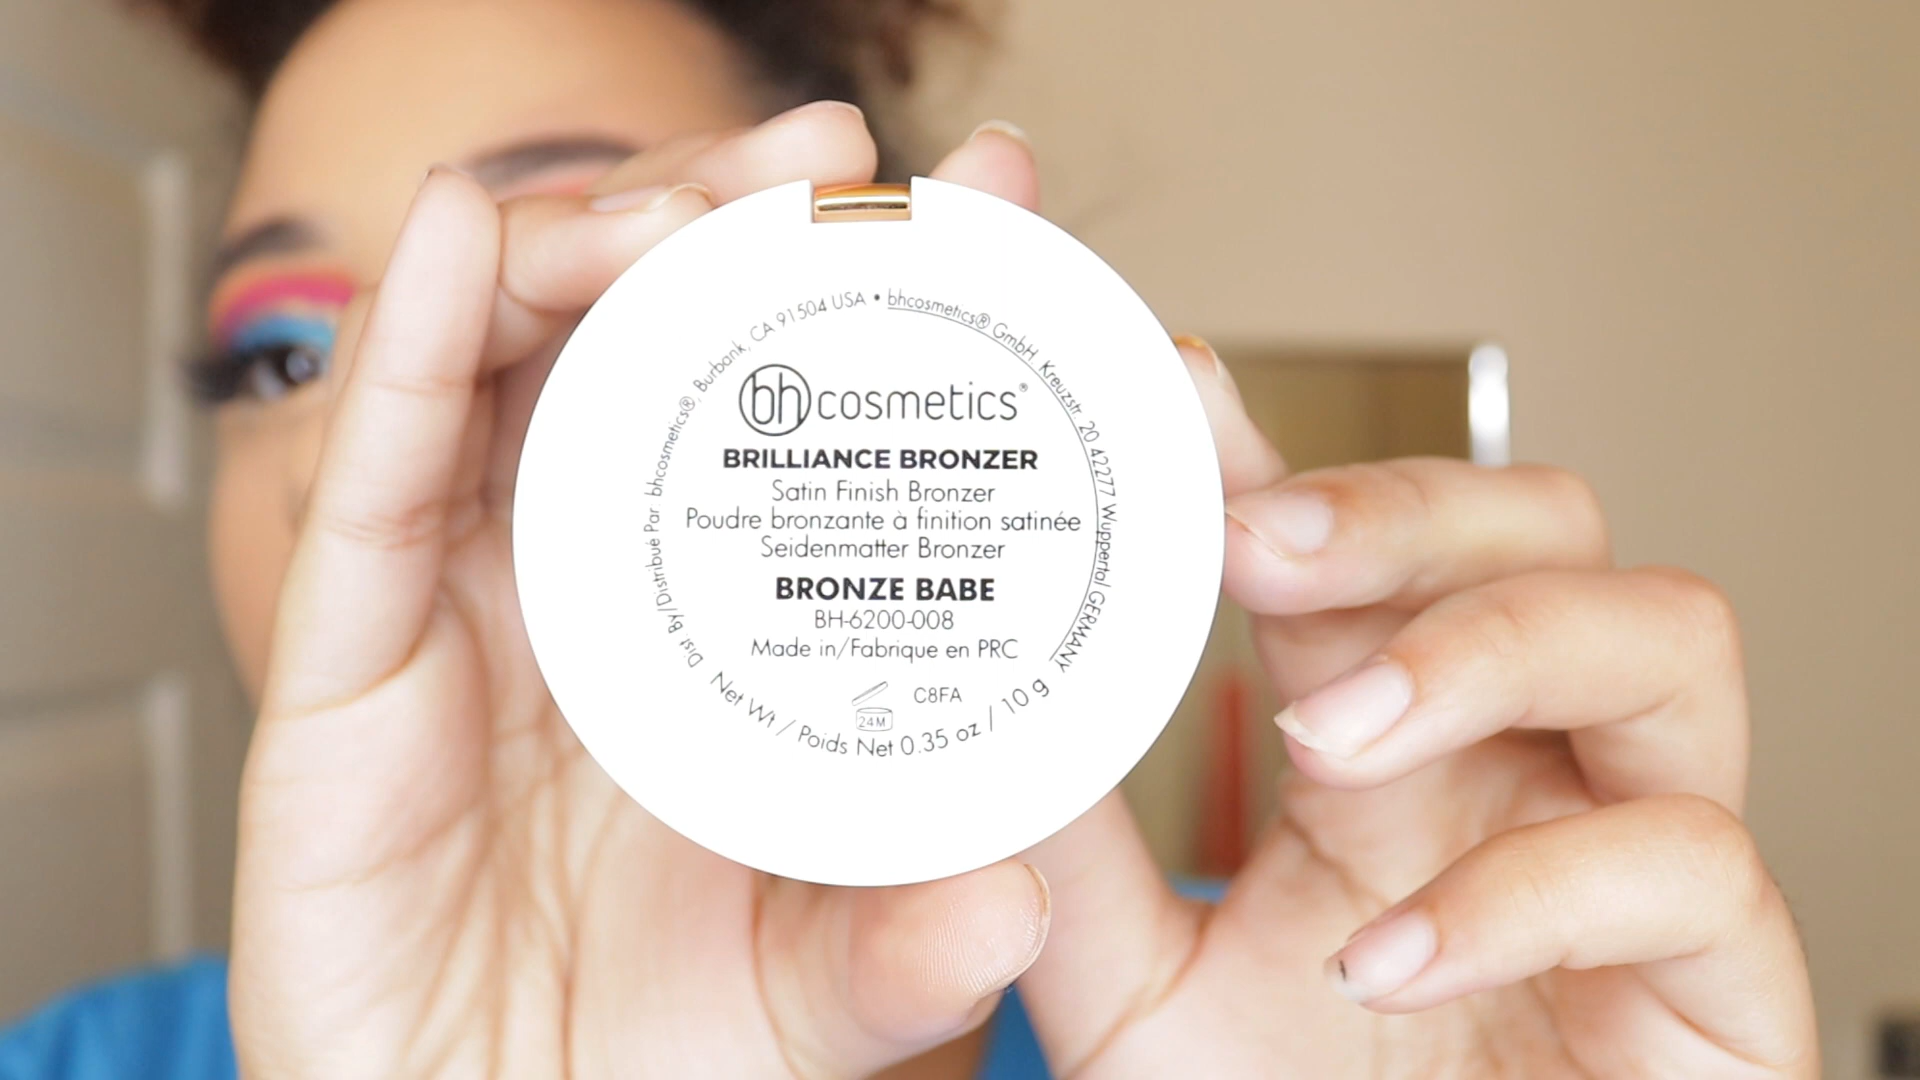 Dist By/Distribué Par bhcosmetics®, Burbank, CA 91504 USA • bhcosmetics® GmbH. Kreuzstr. 20 42277 Wuppertal GERMANY
bh cosmetics®
BRILLIANCE BRONZER
Satin Finish Bronzer
Poudre bronzante à finition satinée
Seidenmatter Bronzer
BRONZE BABE
BH-6200-008
Made in/Fabrique en PRC
C8FA
24M
Net Wt / Poids Net 0.35 oz / 10 g